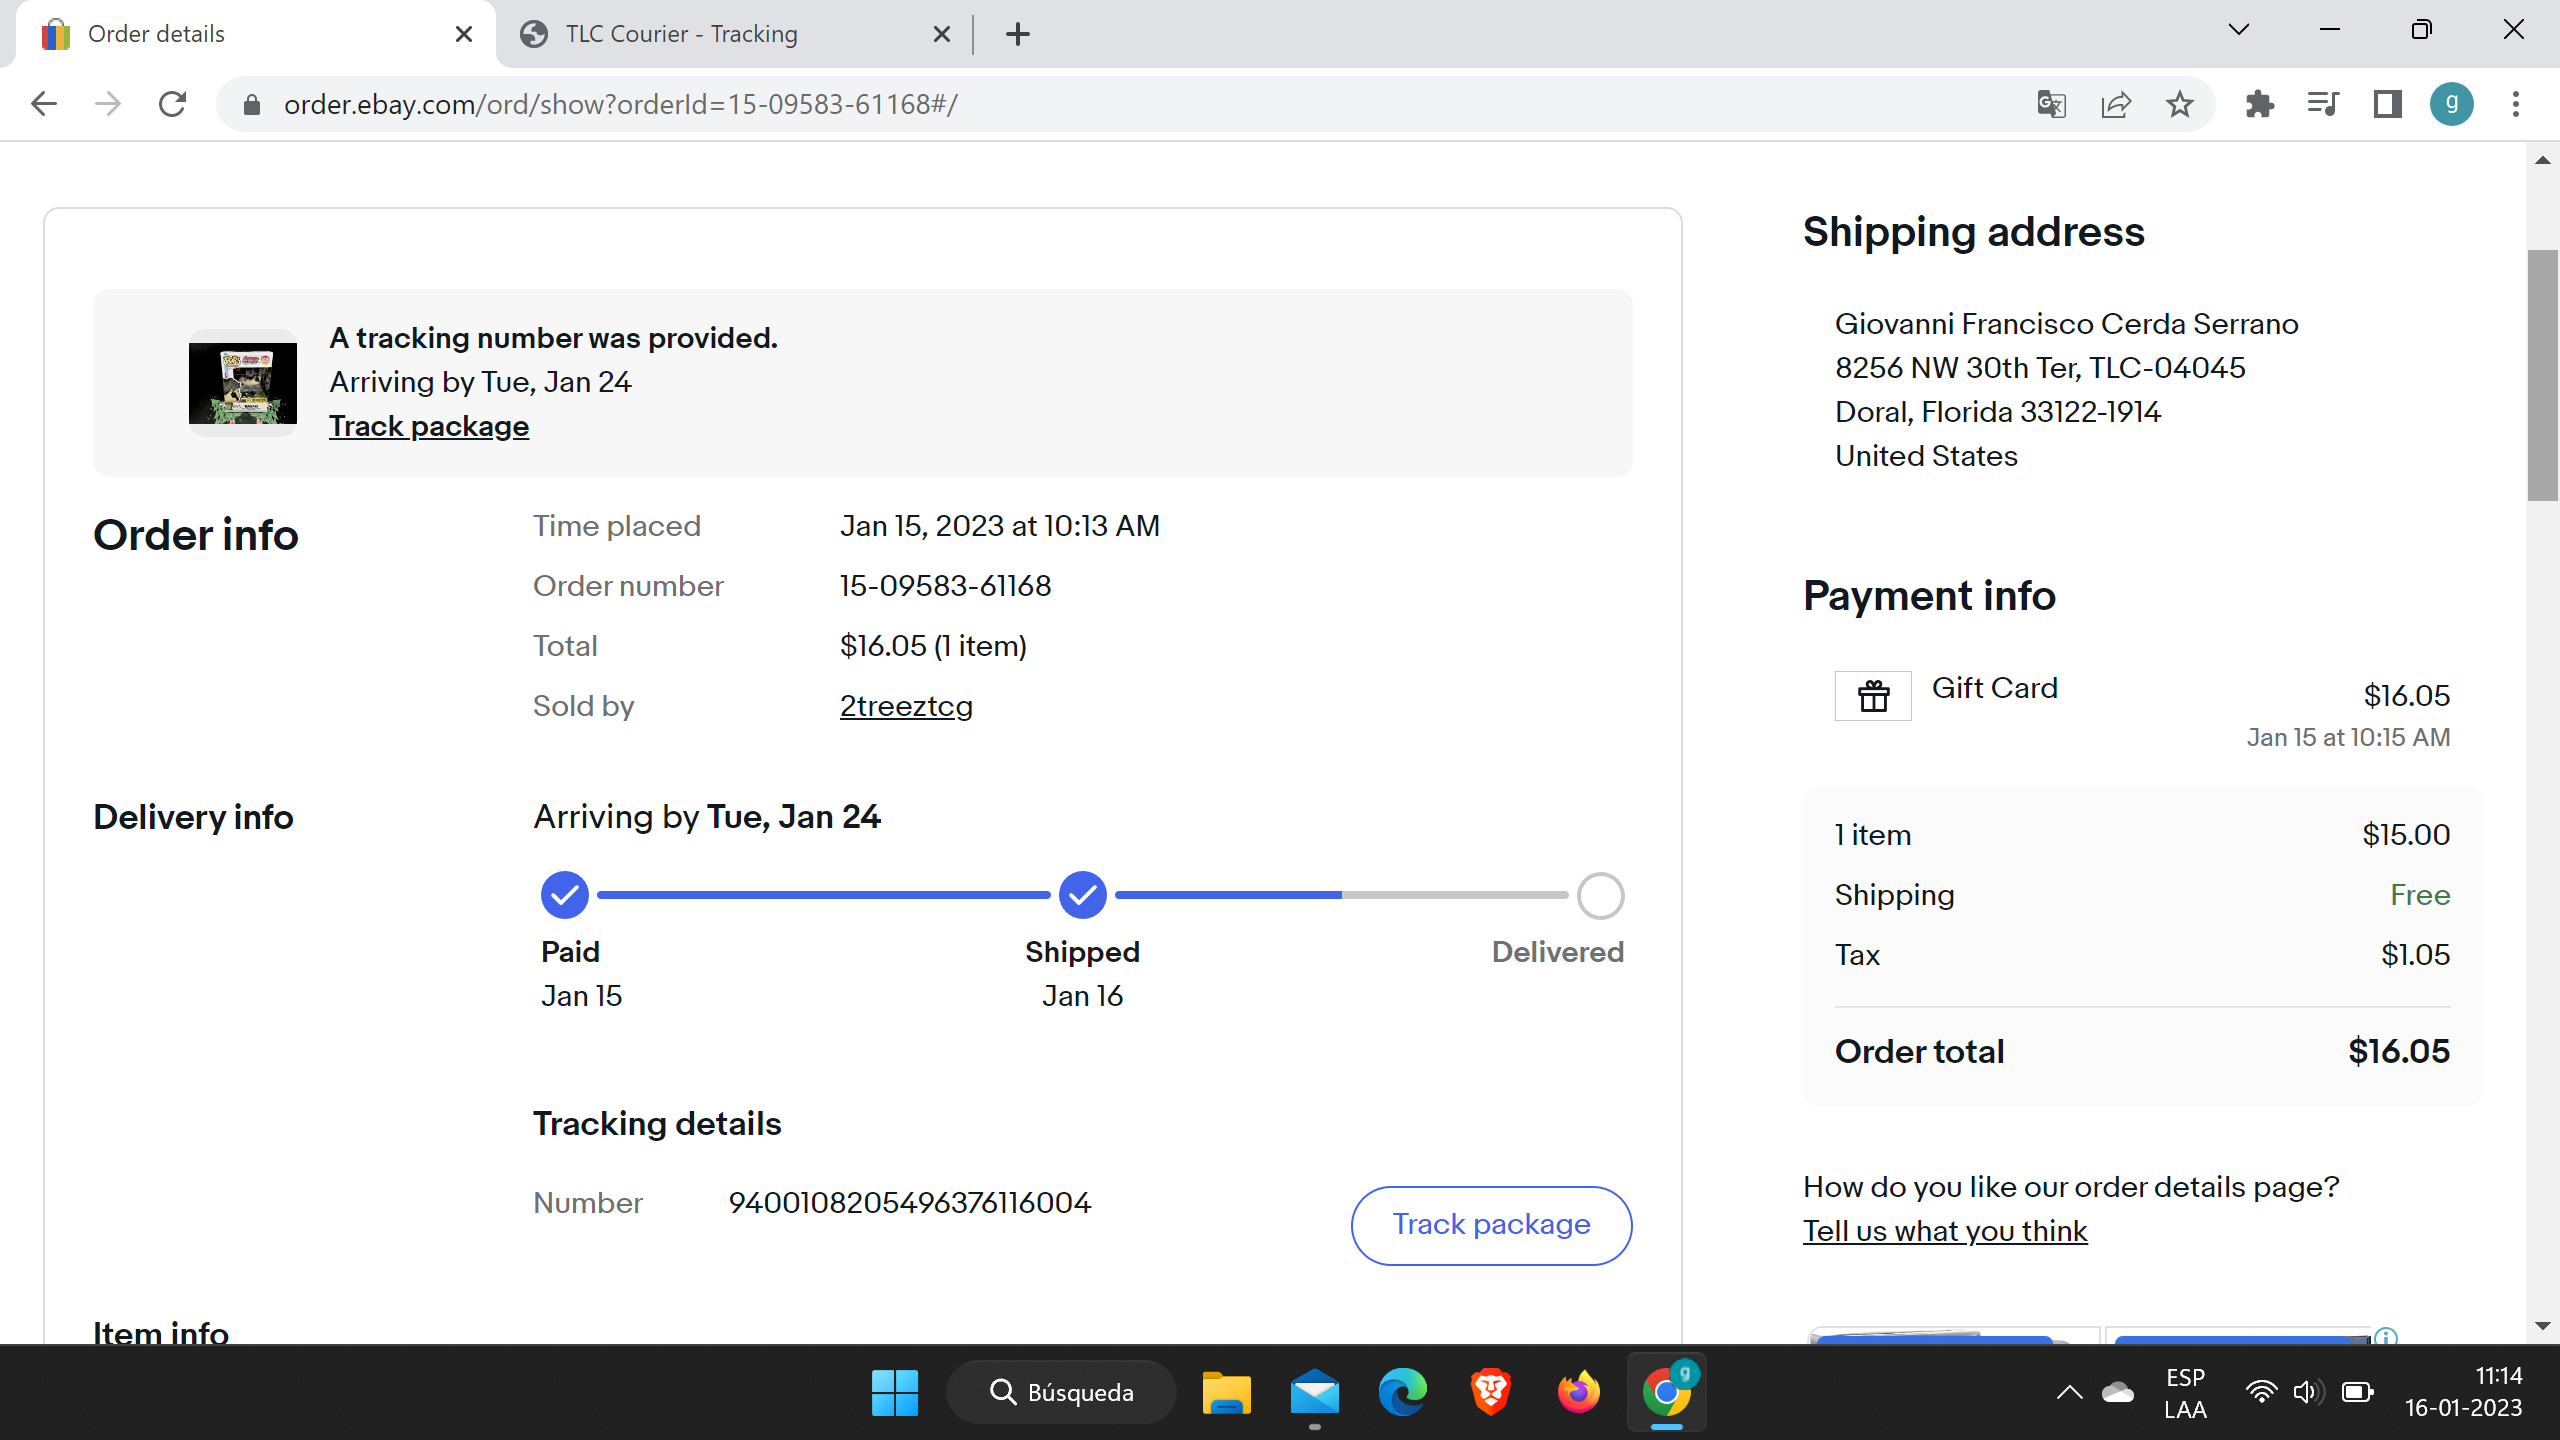 Order details
TLC Courier - Tracking
order.ebay.com/ord/show?orderId=15-09583-61168#/
g
A tracking number was provided.
Arriving by Tue, Jan 24
Track package
Order info
Time placed Jan 15, 2023 at 10:13 AM
Order number 15-09583-61168
Total $16.05 (1 item)
Sold by 2treeztcg
Delivery info
Arriving by Tue, Jan 24
Paid Shipped Delivered
Jan 15 Jan 16
Tracking details
Number 9400108205496376116004
Track package
Item info
Shipping address
Giovanni Francisco Cerda Serrano
8256 NW 30th Ter, TLC-04045
Doral, Florida 33122-1914
United States
Payment info
Gift Card $16.05
Jan 15 at 10:15 AM
1 item $15.00
Shipping Free
Tax $1.05
Order total $16.05
How do you like our order details page?
Tell us what you think
Búsqueda
g
ESP
LAA
11:14
16-01-2023